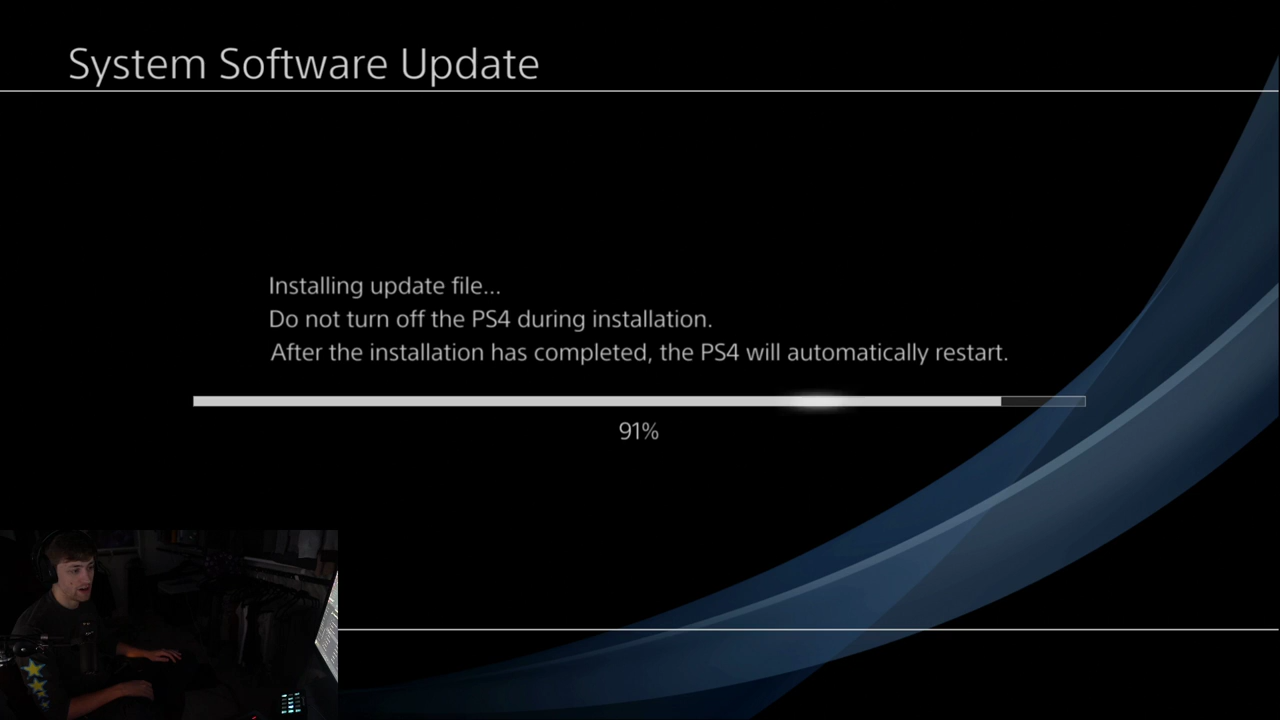 System Software Update
Installing update file...
Do not turn off the PS4 during installation.
After the installation has completed, the PS4 will automatically restart.
91%